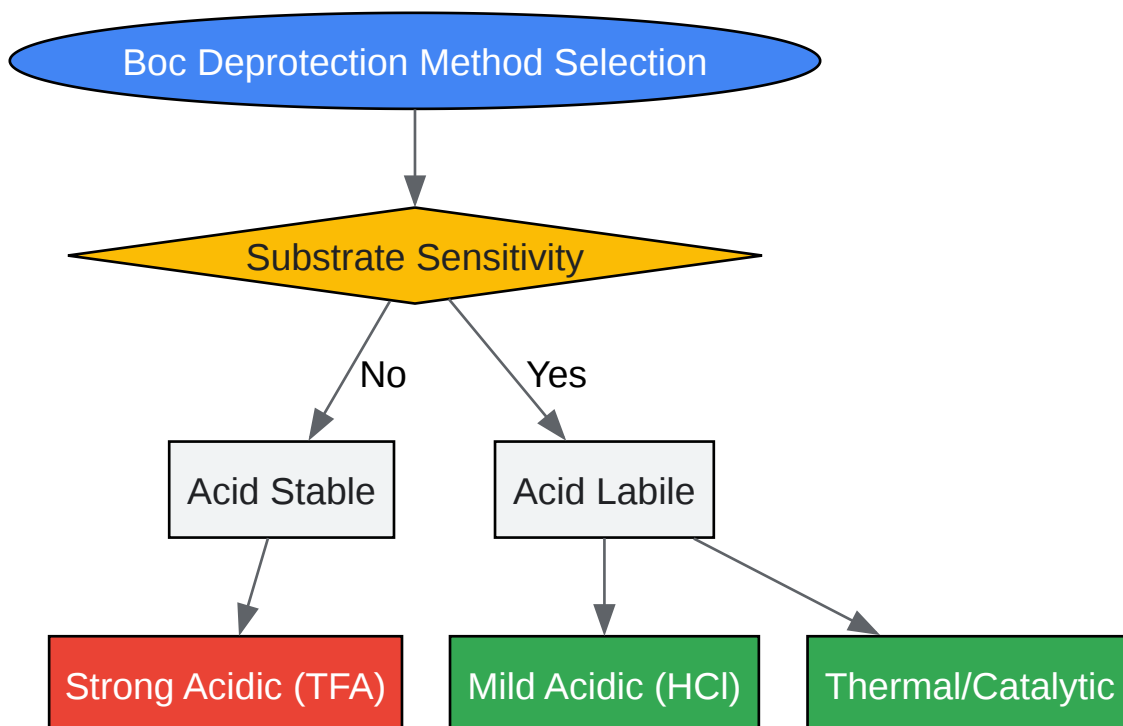 Boc Deprotection Method Selection
Substrate Sensitivity
No
Yes
Acid Stable
Acid Labile
Strong Acidic (TFA)
Mild Acidic (HCl)
Thermal/Catalytic